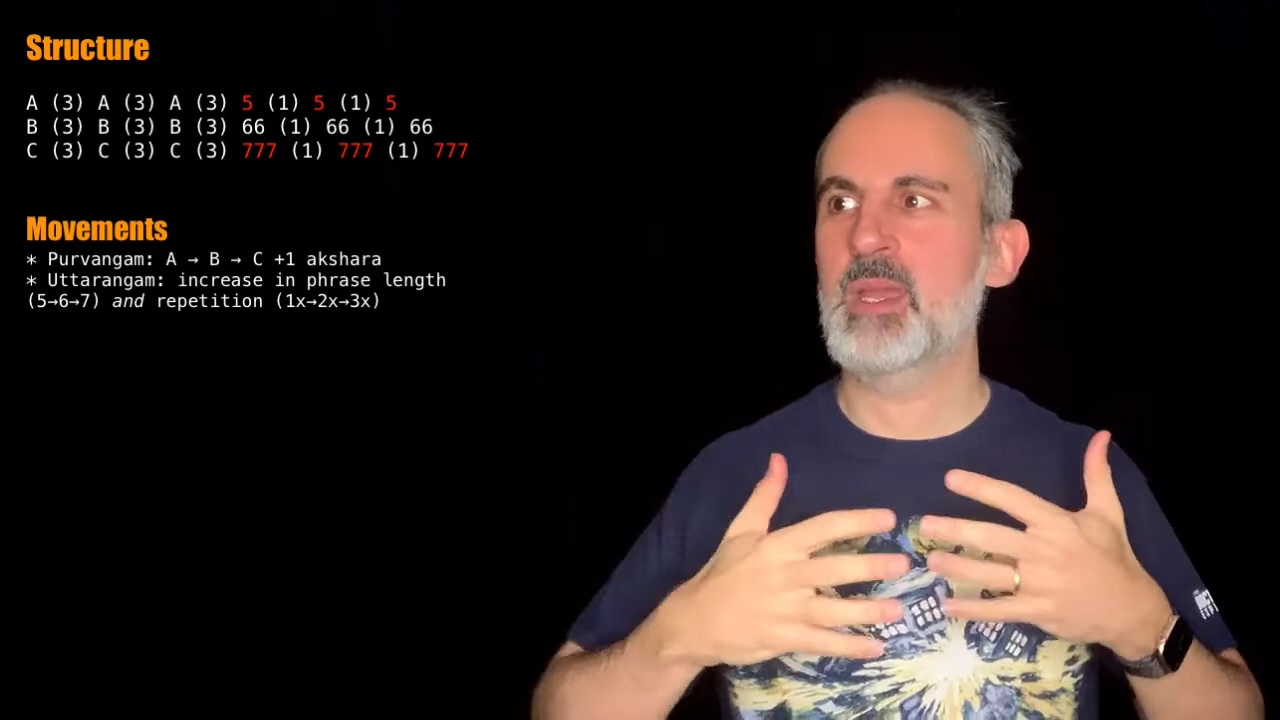 Structure
A (3) A (3) A (3) 5 (1) 5 (1) 5
B (3) B (3) B (3) 66 (1) 66 (1) 66
C (3) C (3) C (3) 777 (1) 777 (1) 777
Movements
* Purvangam: A → B → C +1 akshara
* Uttarangam: increase in phrase length
(5→6→7) and repetition (1x→2x→3x)